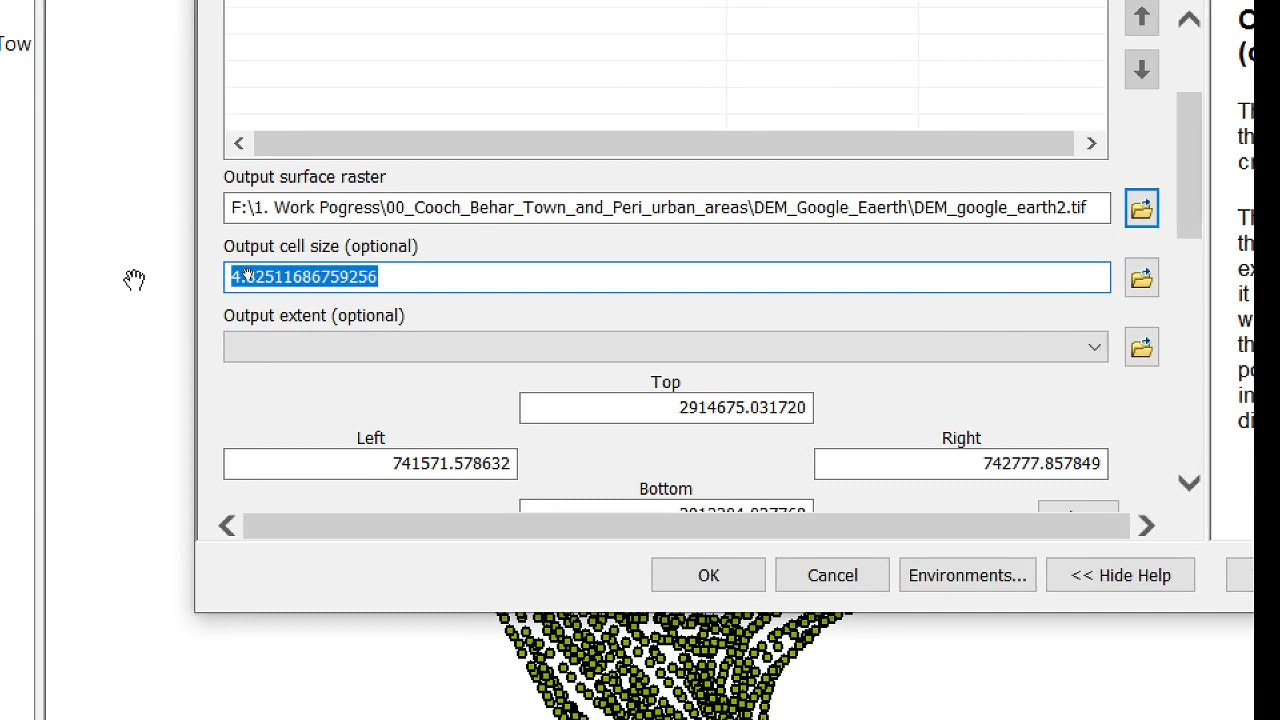 Tow
Output surface raster
F:\1. Work Pogress\00_Cooch_Behar_Town_and_Peri_urban_areas\DEM_Google_Eaerth\DEM_google_earth2.tif
Output cell size (optional)
4.82511686759256
Output extent (optional)
Top
2914675.031720
Left
Right
741571.578632
742777.857849
Bottom
OK
Cancel
Environments...
<< Hide Help